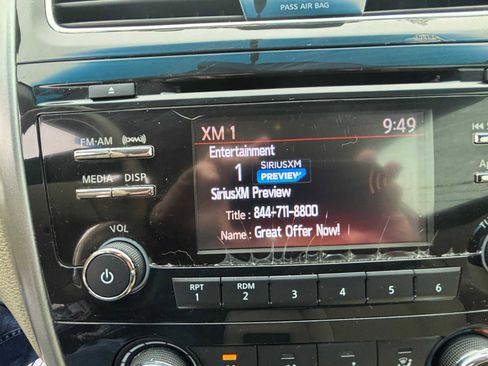 PASS AIR BAG
XM 1 9:49
FM·AM XM
Entertainment
1 SIRIUSXM
PREVIEW
MEDIA DISP
SiriusXM Preview
Title : 844-711-8800
VOL
Name : Great Offer Now!
RPT RDM
1 2 3 4 5 6